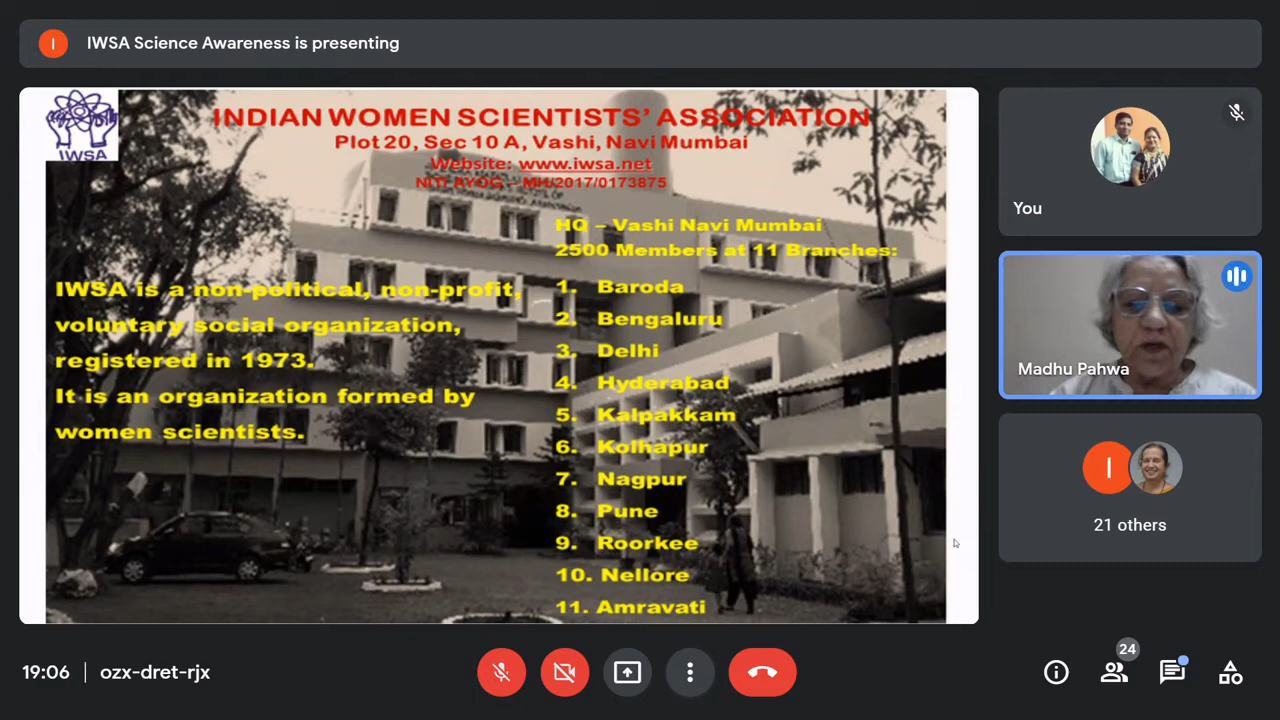 I
IWSA Science Awareness is presenting
IWSA
INDIAN WOMEN SCIENTISTS' ASSOCIATION
Plot 20, Sec 10 A, Vashi, Navi Mumbai
Website: www.iwsa.net
NITI AYOG – MH/2017/0173875
IWSA is a non-political, non-profit,
voluntary social organization,
registered in 1973.
It is an organization formed by
women scientists.
HQ – Vashi Navi Mumbai
2500 Members at 11 Branches:
1. Baroda
2. Bengaluru
3. Delhi
4. Hyderabad
5. Kalpakkam
6. Kolhapur
7. Nagpur
8. Pune
9. Roorkee
10. Nellore
11. Amravati
You
Madhu Pahwa
I
21 others
19:06 | ozx-dret-rjx
24